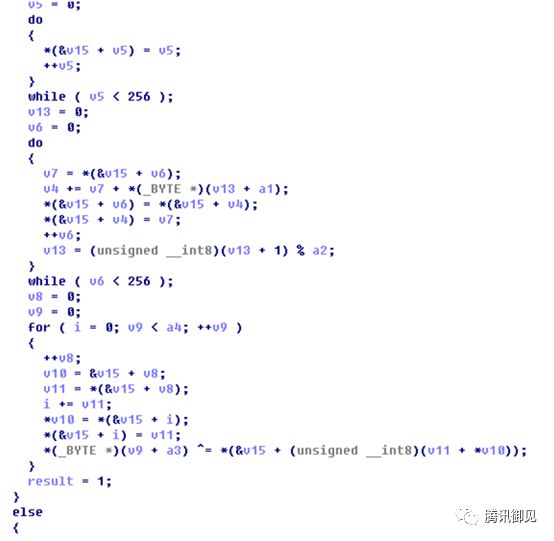 v5 = 0;
do
{
*(&v15 + v5) = v5;
++v5;
}
while ( v5 < 256 );
v13 = 0;
v6 = 0;
do
{
v7 = *(&v15 + v6);
v4 += v7 + *(_BYTE *)(v13 + a1);
*(&v15 + v6) = *(&v15 + v4);
*(&v15 + v4) = v7;
++v6;
v13 = (unsigned __int8)(v13 + 1) % a2;
}
while ( v6 < 256 );
v8 = 0;
v9 = 0;
for ( i = 0; v9 < a4; ++v9 )
{
++v8;
v10 = &v15 + v8;
v11 = *(&v15 + v8);
i += v11;
*v10 = *(&v15 + i);
*(&v15 + i) = v11;
*(_BYTE *)(v9 + a3) ^= *(&v15 + (unsigned __int8)(v11 + *v10));
}
result = 1;
}
else
{
腾讯御见